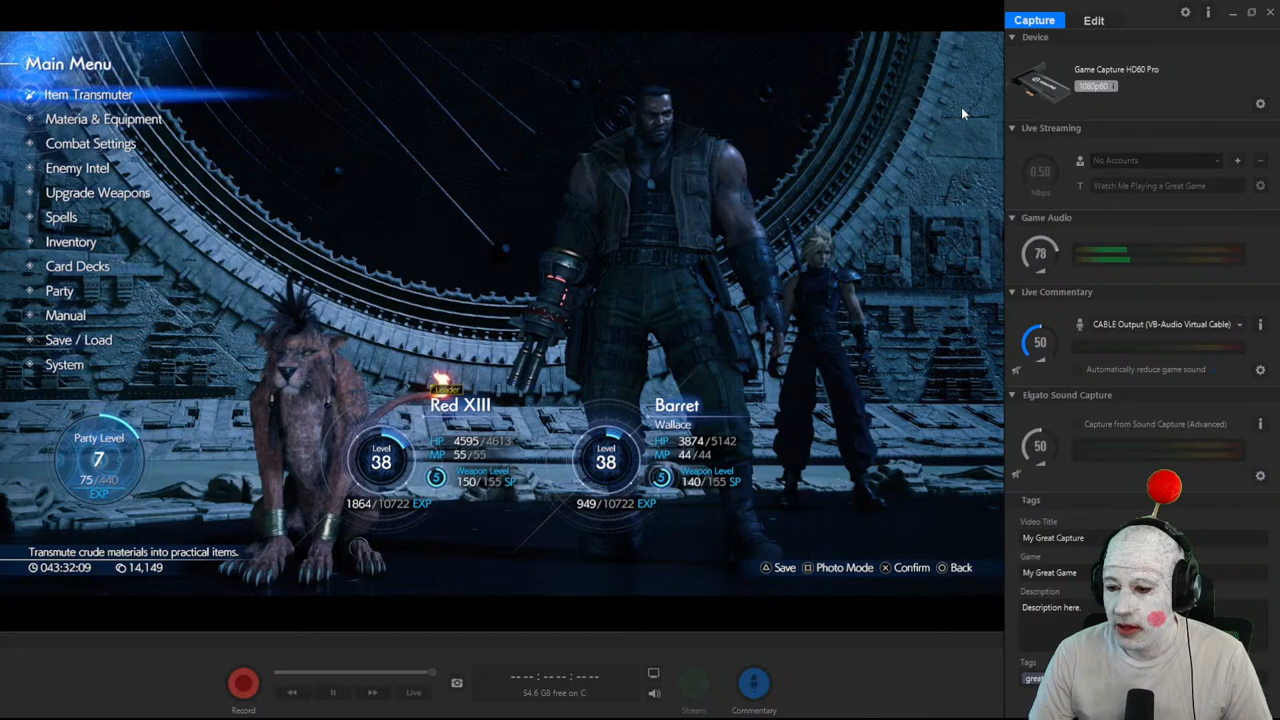 Capture
Edit
Device
Game Capture HD60 Pro
1080p60
Live Streaming
0.50
Mbps
No Accounts
Watch Me Playing a Great Game
Game Audio
78
Live Commentary
50
CABLE Output (VB-Audio Virtual Cable)
Automatically reduce game sound
Elgato Sound Capture
50
Capture from Sound Capture (Advanced)
Tags
Video Title
My Great Capture
Game
My Great Game
Description
Description here.
Tags
Main Menu
Item Transmuter
Materia & Equipment
Combat Settings
Enemy Intel
Upgrade Weapons
Spells
Inventory
Card Decks
Party
Manual
Save / Load
System
Party Level
7
75/440
EXP
Leader
Red XIII
Level
38
HP 4595/4613
MP 55/55
5
Weapon Level
150/155 SP
1864/10722 EXP
Barret
Wallace
Level
38
HP 3874/5142
MP 44/44
5
Weapon Level
140/155 SP
949/10722 EXP
Transmute crude materials into practical items.
043:32:09 14,149
Save Photo Mode Confirm Back
Record
Live
--:--:--
54.6 GB free on C:
Stream
Commentary